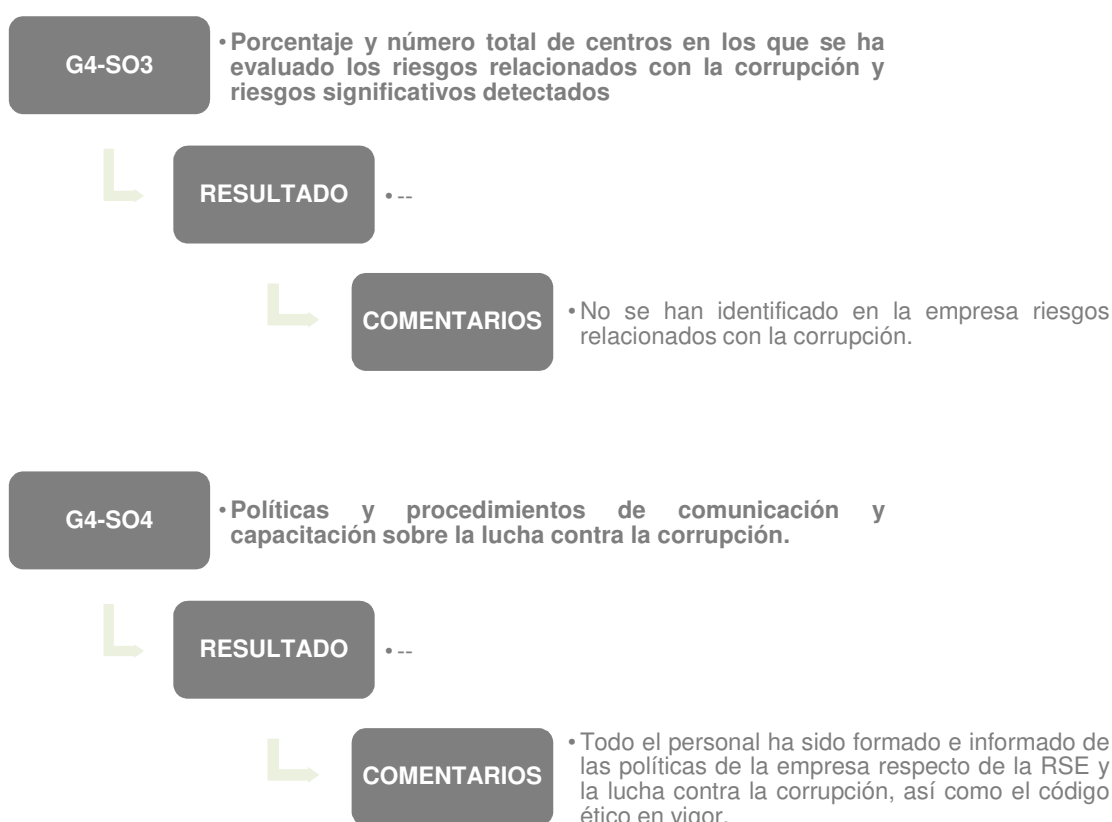 G4-SO3
• Porcentaje y número total de centros en los que se ha
evaluado los riesgos relacionados con la corrupción y
riesgos significativos detectados
RESULTADO
• --
COMENTARIOS
• No se han identificado en la empresa riesgos
relacionados con la corrupción.
G4-SO4
• Políticas y procedimientos de comunicación y
capacitación sobre la lucha contra la corrupción.
RESULTADO
• --
COMENTARIOS
• Todo el personal ha sido formado e informado de
las políticas de la empresa respecto de la RSE y
la lucha contra la corrupción, así como el código
ético en vigor.